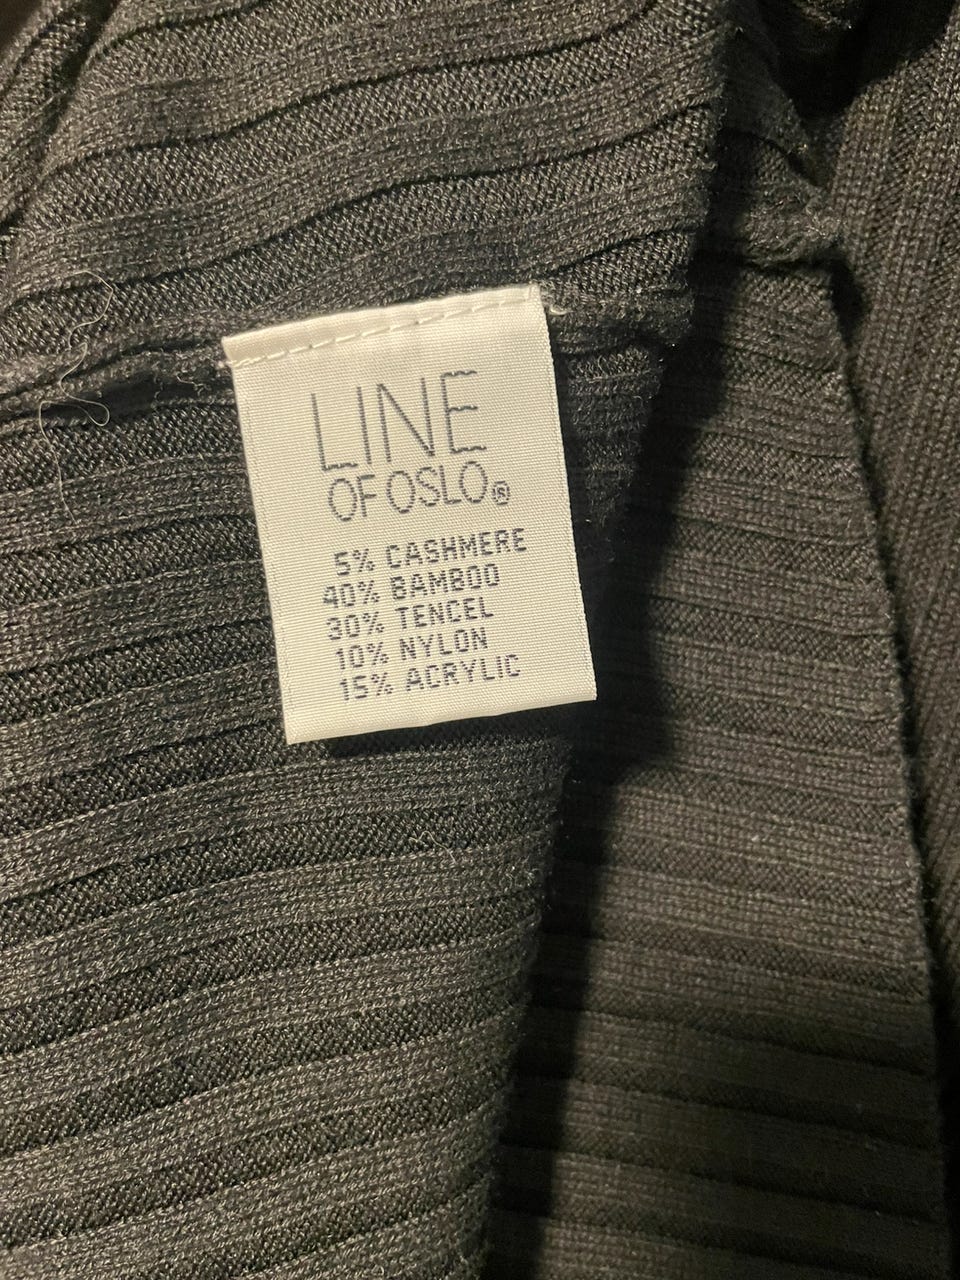 LINE
OF OSLO®
5% CASHMERE
40% BAMBOO
30% TENCEL
10% NYLON
15% ACRYLIC